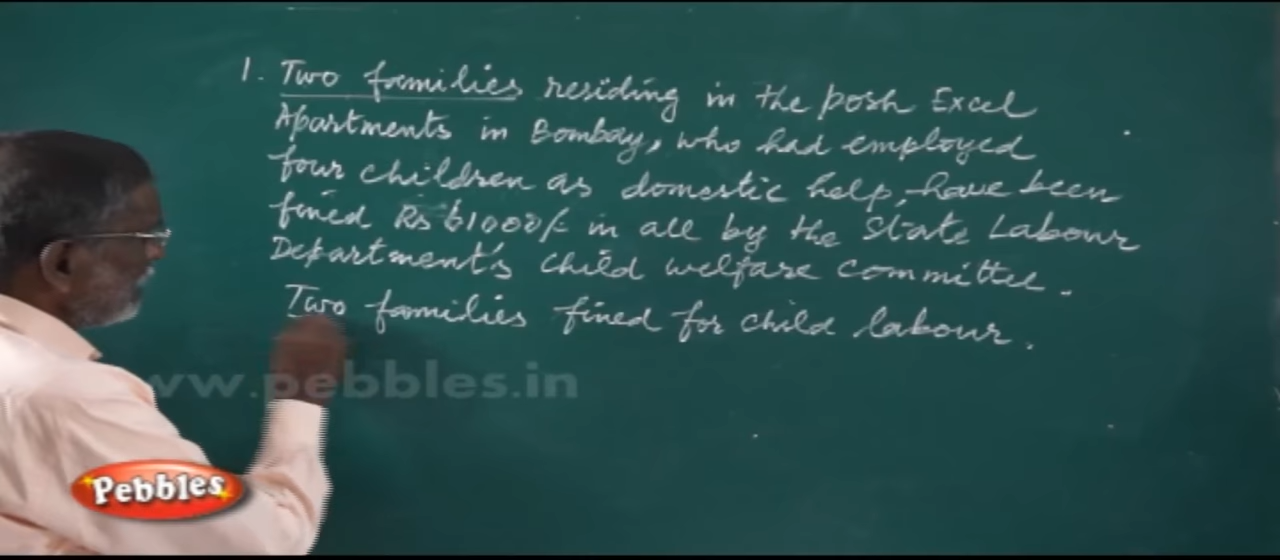 1. Two families residing in the posh Excel
Apartments in Bombay, who had employed
four children as domestic help, have been
fined Rs 61000/- in all by the State Labour
Department's child welfare committee.
Two families fined for child labour.
www.pebbles.in
Pebbles